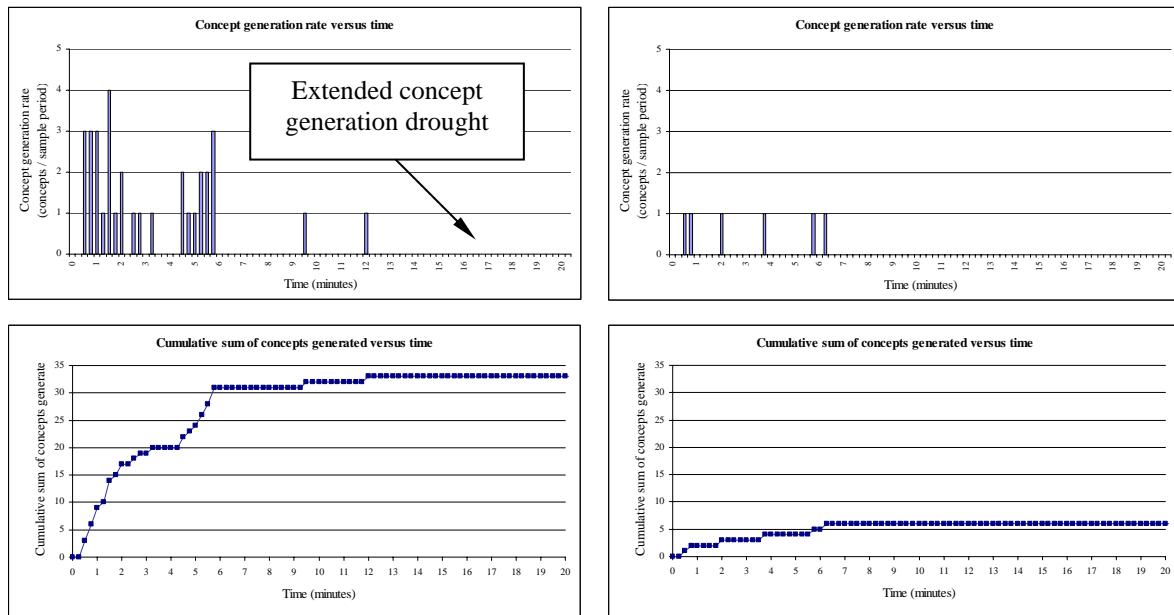 Concept generation rate versus time
5
4
3
2
1
0
Concept generation rate
(concepts / sample period)
Extended concept
generation drought
0 1 2 3 4 5 6 7 8 9 10 11 12 13 14 15 16 17 18 19 20
Time (minutes)
Concept generation rate versus time
5
4
3
2
1
0
Concept generation rate
(concepts / sample period)
0 1 2 3 4 5 6 7 8 9 10 11 12 13 14 15 16 17 18 19 20
Time (minutes)
Cumulative sum of concepts generated versus time
35
30
25
20
15
10
5
0
Cumulative sum of concepts generate
0 1 2 3 4 5 6 7 8 9 10 11 12 13 14 15 16 17 18 19 20
Time (minutes)
Cumulative sum of concepts generated versus time
35
30
25
20
15
10
5
0
Cumulative sum of concepts generate
0 1 2 3 4 5 6 7 8 9 10 11 12 13 14 15 16 17 18 19 20
Time (minutes)